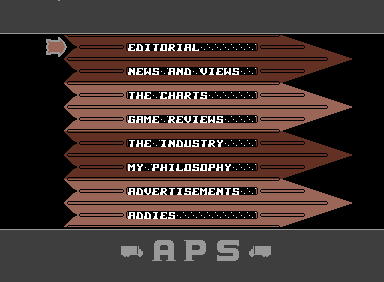 EDITORIAL
NEWS AND VIEWS
THE CHARTS
GAME REVIEWS
THE INDUSTRY
MY PHILOSOPHY
ADVERTISEMENTS
ADDIES
APS